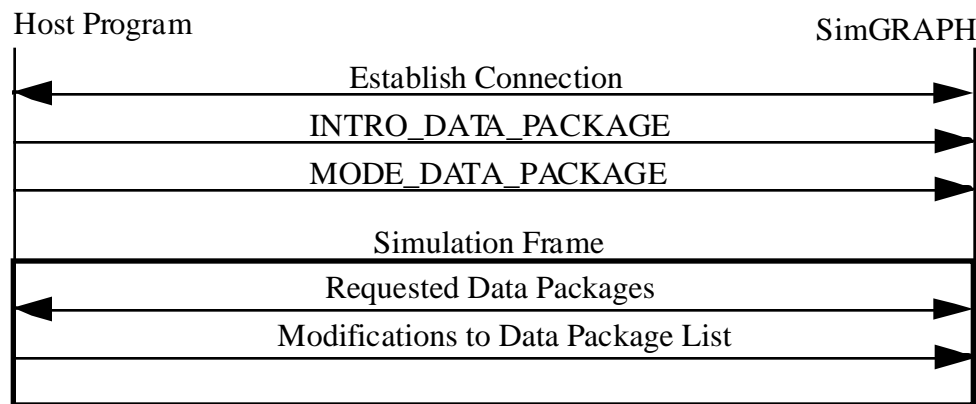 Host Program
SimGRAPH
Establish Connection
INTRO_DATA_PACKAGE
MODE_DATA_PACKAGE
Simulation Frame
Requested Data Packages
Modifications to Data Package List